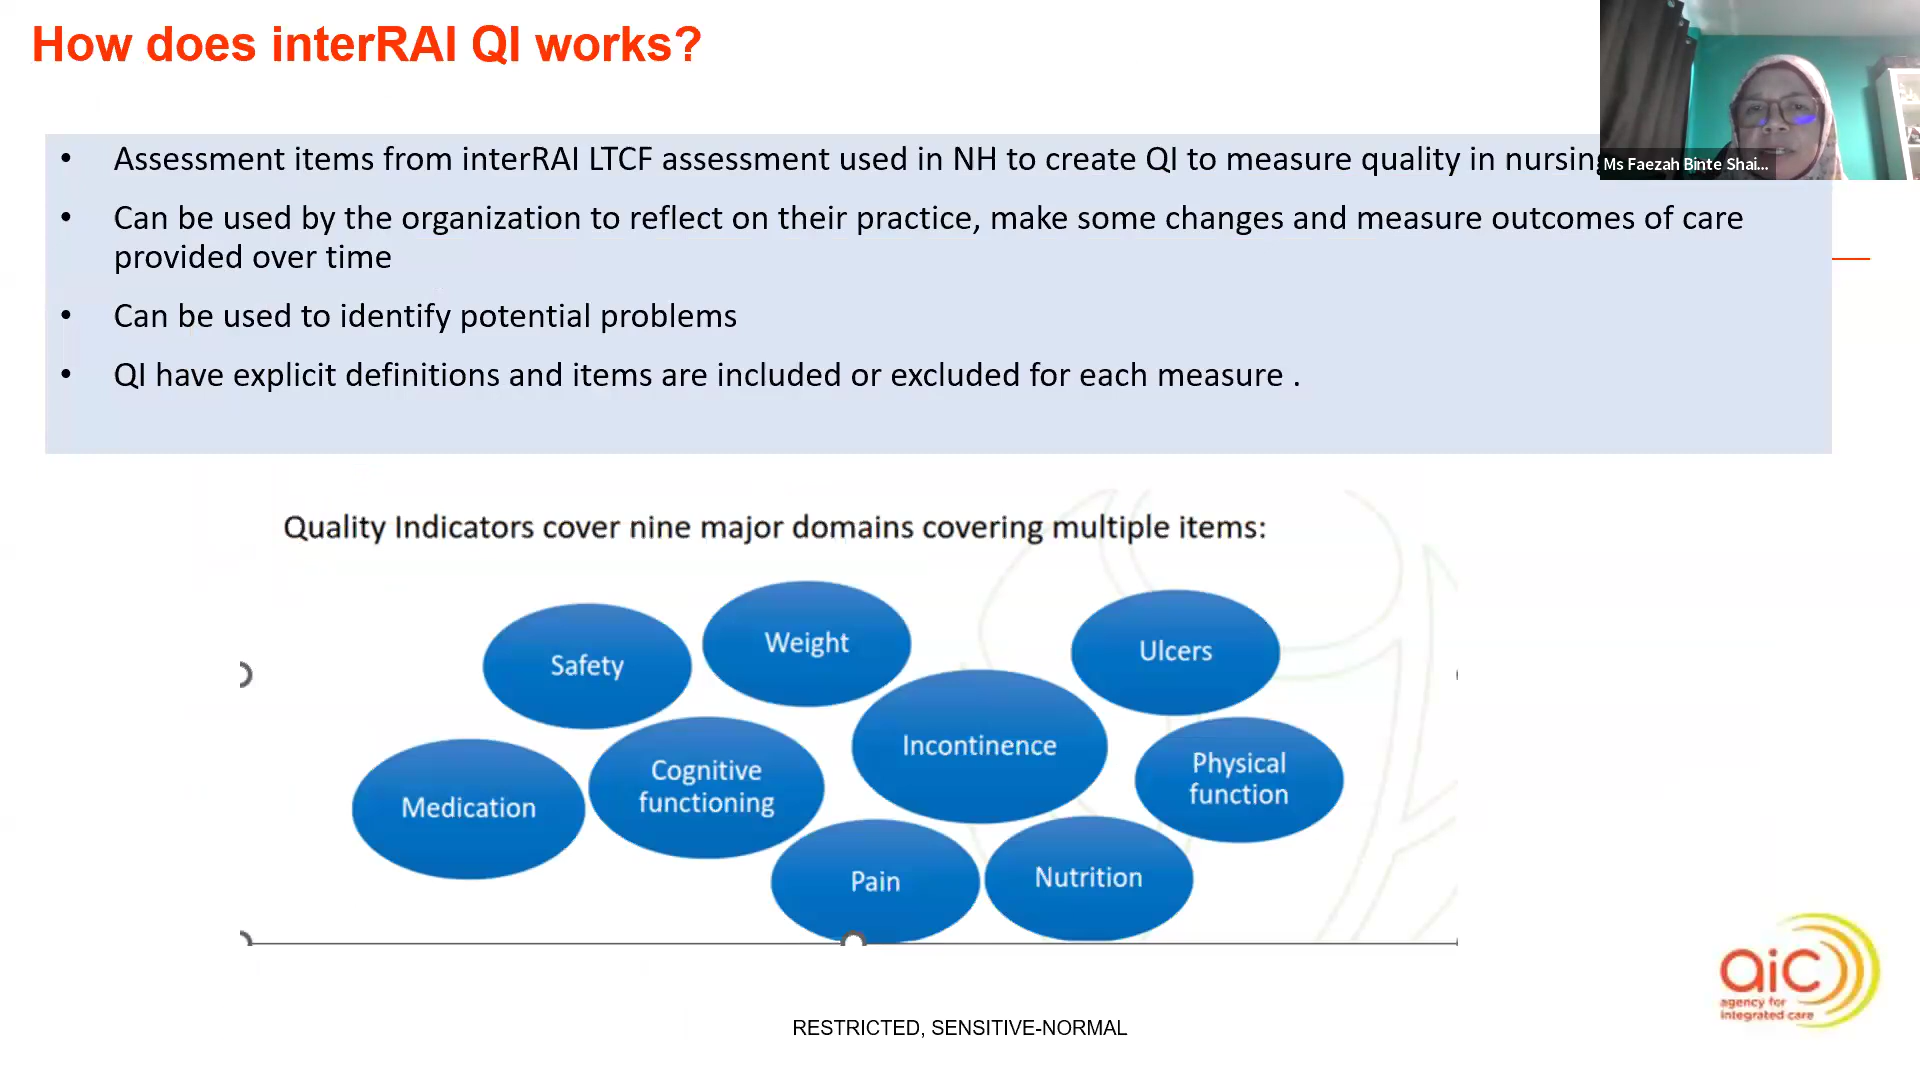 How does interRAI QI works?
• Assessment items from interRAI LTCF assessment used in NH to create QI to measure quality in
Ms Faezah Binte Shai...
• Can be used by the organization to reflect on their practice, make some changes and measure outcomes of care
provided over time
• Can be used to identify potential problems
• QI have explicit definitions and items are included or excluded for each measure .
Quality Indicators cover nine major domains covering multiple items:
Safety
Weight
Ulcers
Medication
Cognitive
functioning
Incontinence
Physical
function
Pain
Nutrition
aic
agency for
integrated care
RESTRICTED, SENSITIVE-NORMAL